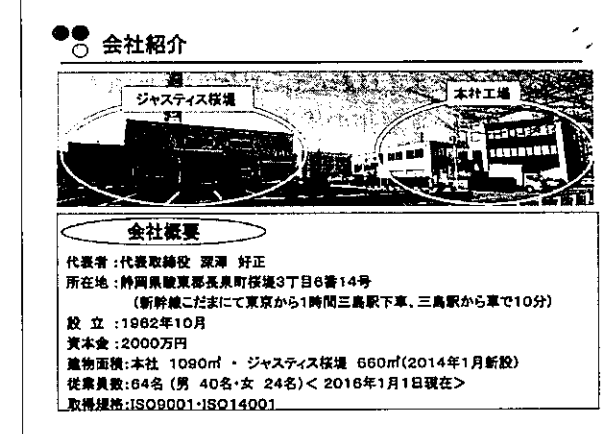 会社紹介
ジャスティス桜堤
本社工場
会社概要
代表者:代表取締役 深澤 好正
所在地:静岡県駿東郡長泉町桜堤3丁目6番14号
(新幹線こだまにて東京から1時間三島駅下車、三島駅から車で10分)
設 立 :1962年10月
資本金:2000万円
建物面積:本社 1090㎡ ・ ジャスティス桜堤 660㎡(2014年1月新設)
従業員数:64名 (男 40名・女 24名)< 2016年1月1日現在>
取得規格:ISO9001・ISO14001